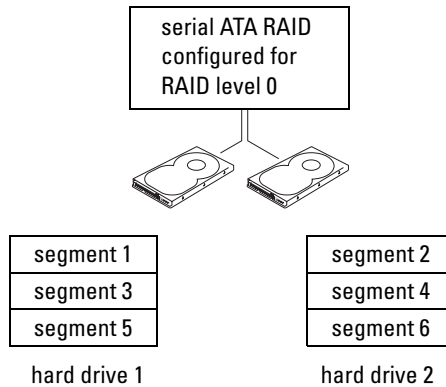 serial ATA RAID
configured for
RAID level 0
segment 1
segment 3
segment 5
hard drive 1
segment 2
segment 4
segment 6
hard drive 2